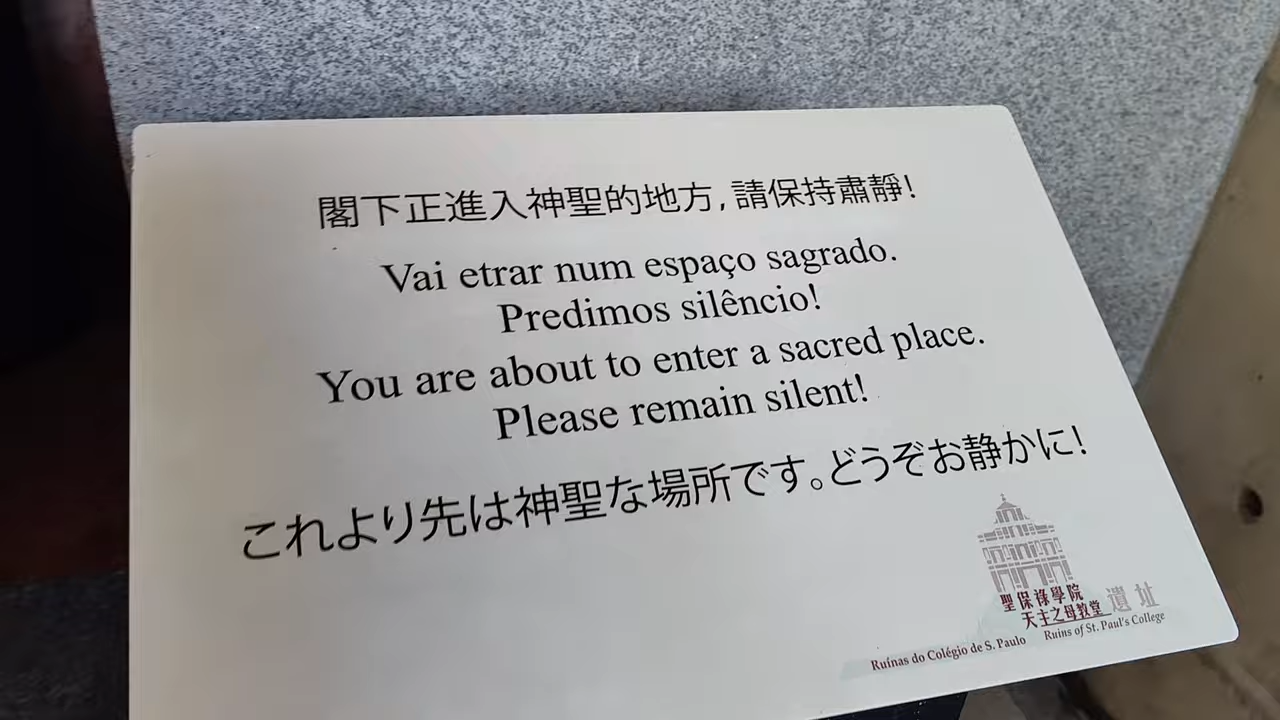 閣下正進入神聖的地方,請保持肅靜!
Vai etrar num espaço sagrado.
Predimos silêncio!
You are about to enter a sacred place.
Please remain silent!
これより先は神聖な場所です。どうぞお静かに!
聖保祿學院
天主之母教堂 遺址
Ruínas do Colégio de S. Paulo
Ruins of St. Paul's College